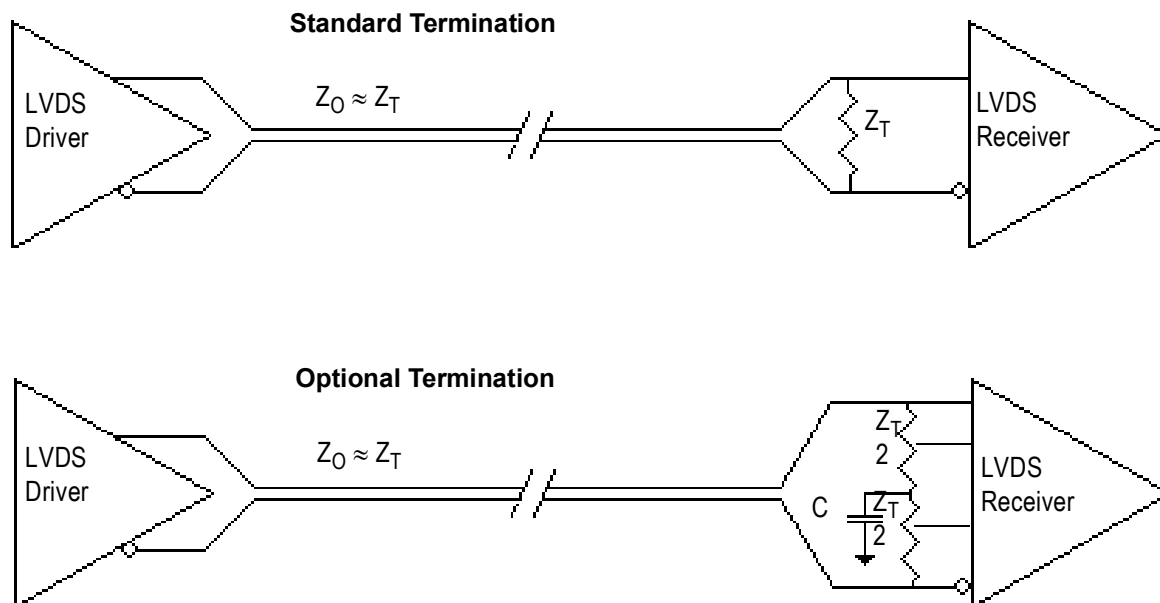 Standard Termination
LVDS
Driver
Z_O ≈ Z_T
Z_T
LVDS
Receiver
Optional Termination
LVDS
Driver
Z_O ≈ Z_T
Z_T
2
C
Z_T
2
LVDS
Receiver